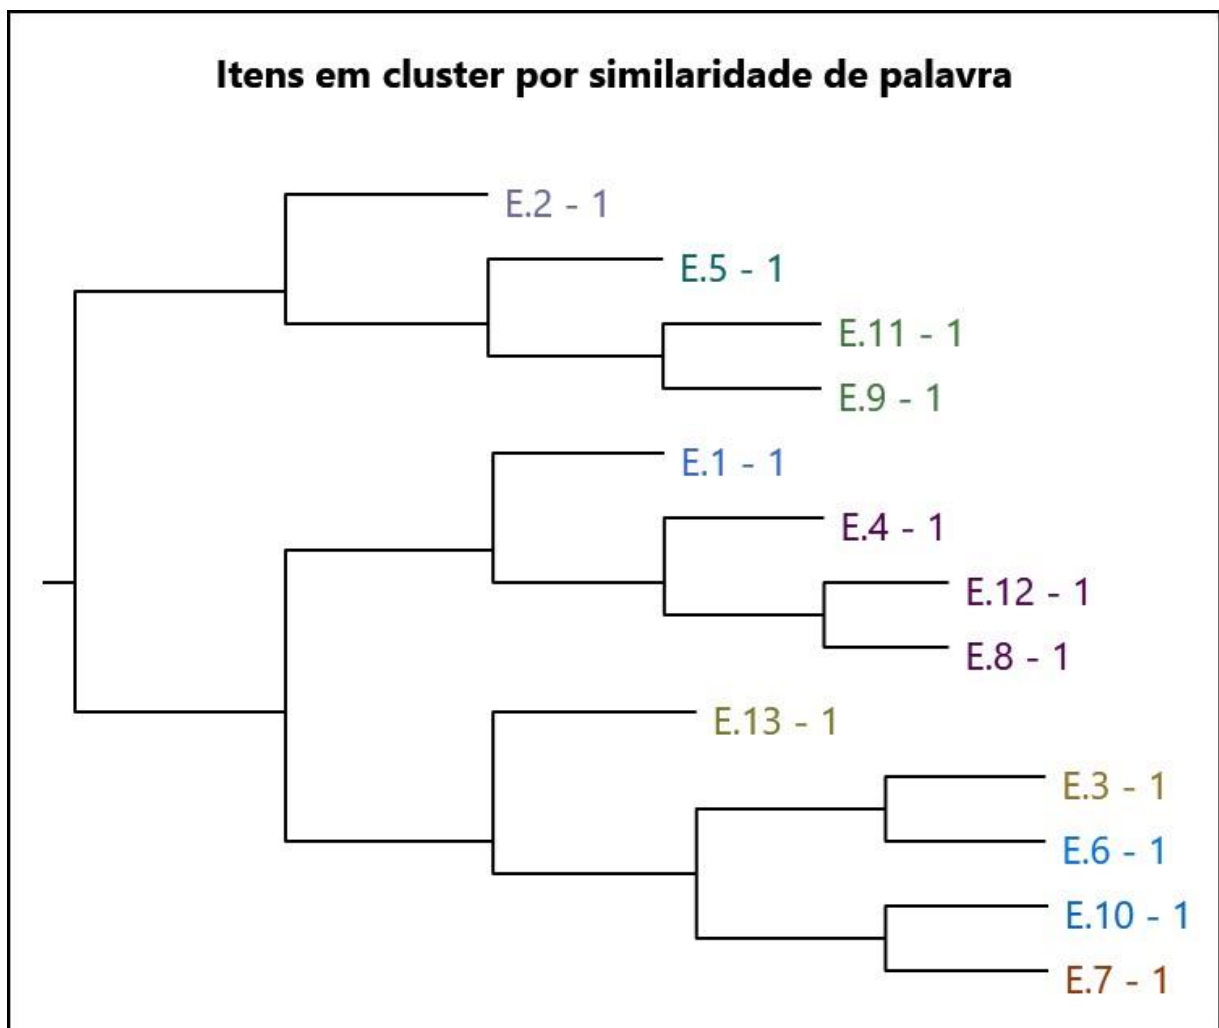 Itens em cluster por similaridade de palavra
E.2 - 1
E.5 - 1
E.11 - 1
E.9 - 1
E.1 - 1
E.4 - 1
E.12 - 1
E.8 - 1
E.13 - 1
E.3 - 1
E.6 - 1
E.10 - 1
E.7 - 1